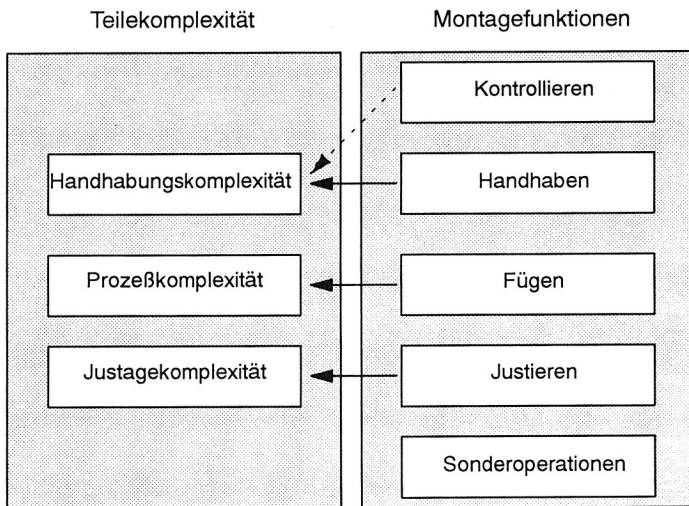 Teilekomplexität
Montagefunktionen
Kontrollieren
Handhabungskomplexität
Handhaben
Prozeßkomplexität
Fügen
Justagekomplexität
Justieren
Sonderoperationen